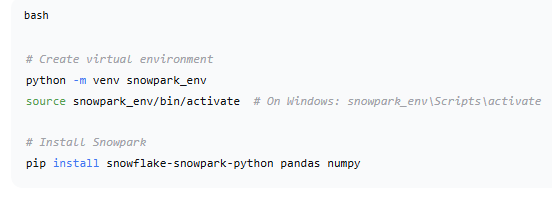 bash
# Create virtual environment
python -m venv snowpark_env
source snowpark_env/bin/activate  # On Windows: snowpark_env\Scripts\activate
# Install Snowpark
pip install snowflake-snowpark-python pandas numpy